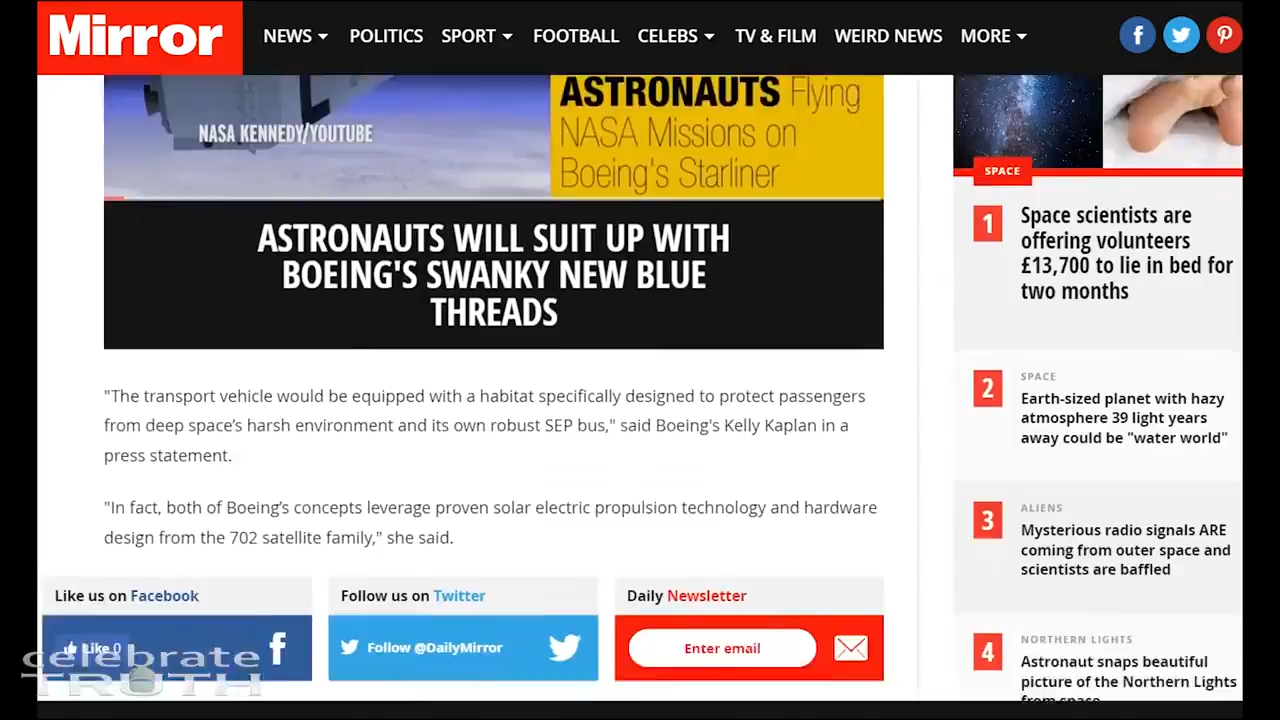 Mirror
NEWS POLITICS SPORT FOOTBALL CELEBS TV & FILM WEIRD NEWS MORE
NASA KENNEDY/YOUTUBE
ASTRONAUTS Flying
NASA Missions on
Boeing's Starliner
ASTRONAUTS WILL SUIT UP WITH
BOEING'S SWANKY NEW BLUE
THREADS
"The transport vehicle would be equipped with a habitat specifically designed to protect passengers
from deep space’s harsh environment and its own robust SEP bus," said Boeing's Kelly Kaplan in a
press statement.
"In fact, both of Boeing’s concepts leverage proven solar electric propulsion technology and hardware
design from the 702 satellite family," she said.
Like us on Facebook
Like 0
Follow us on Twitter
Follow @DailyMirror
Daily Newsletter
Enter email
SPACE
1
Space scientists are
offering volunteers
£13,700 to lie in bed for
two months
2
SPACE
Earth-sized planet with hazy
atmosphere 39 light years
away could be "water world"
3
ALIENS
Mysterious radio signals ARE
coming from outer space and
scientists are baffled
4
NORTHERN LIGHTS
Astronaut snaps beautiful
picture of the Northern Lights
from space
celebrate
TRUTH